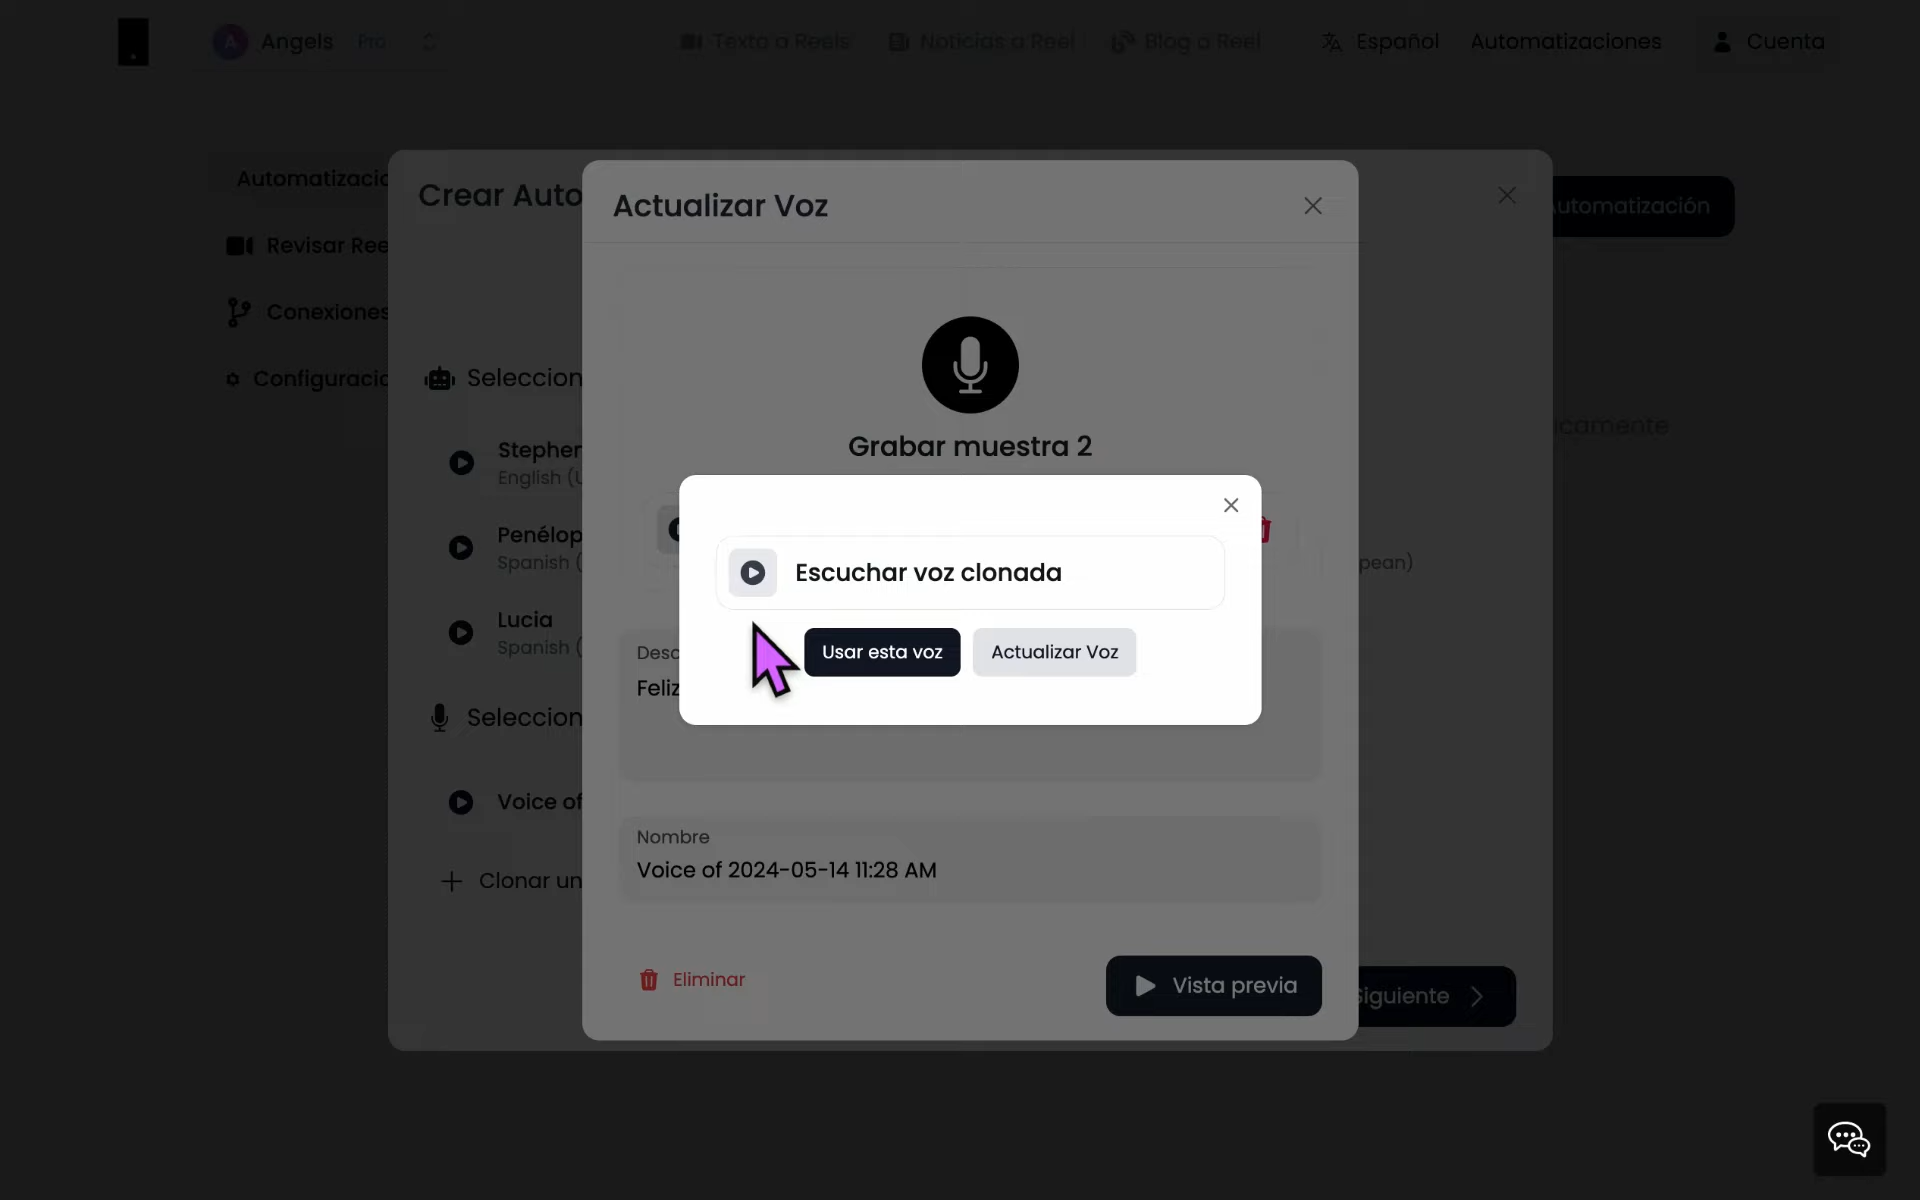 A Angels Pro
Texto a Reels
Noticias a Reel
Blog a Reel
Español
Automatizaciones
Cuenta
Automatizacio
Revisar Ree
Conexiones
Configuracio
Crear Auto
utomatización
icamente
Seleccion
Stephen
English (U
Penélop
Spanish (
Lucia
Spanish (
Seleccion
Voice of
Clonar un
pean)
Siguiente
Actualizar Voz
Grabar muestra 2
Escuchar voz clonada
Usar esta voz
Actualizar Voz
Desc
Feliz
Nombre
Voice of 2024-05-14 11:28 AM
Eliminar
Vista previa